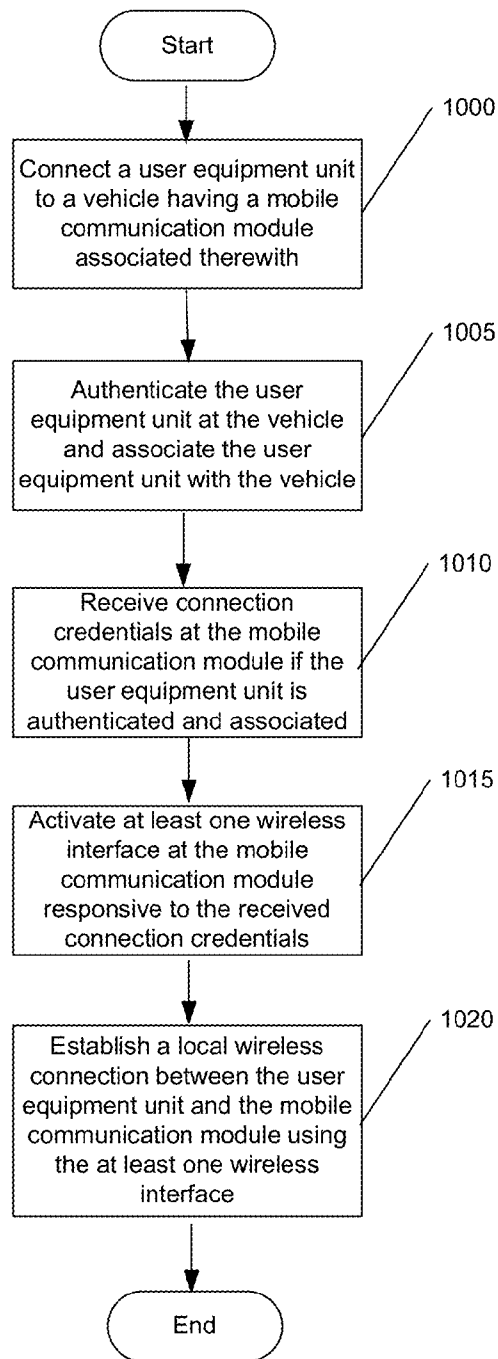 Start
1000
Connect a user equipment unit
to a vehicle having a mobile
communication module
associated therewith
1005
Authenticate the user
equipment unit at the vehicle
and associate the user
equipment unit with the vehicle
1010
Receive connection
credentials at the mobile
communication module if the
user equipment unit is
authenticated and associated
1015
Activate at least one wireless
interface at the mobile
communication module
responsive to the received
connection credentials
1020
Establish a local wireless
connection between the user
equipment unit and the mobile
communication module using
the at least one wireless
interface
End